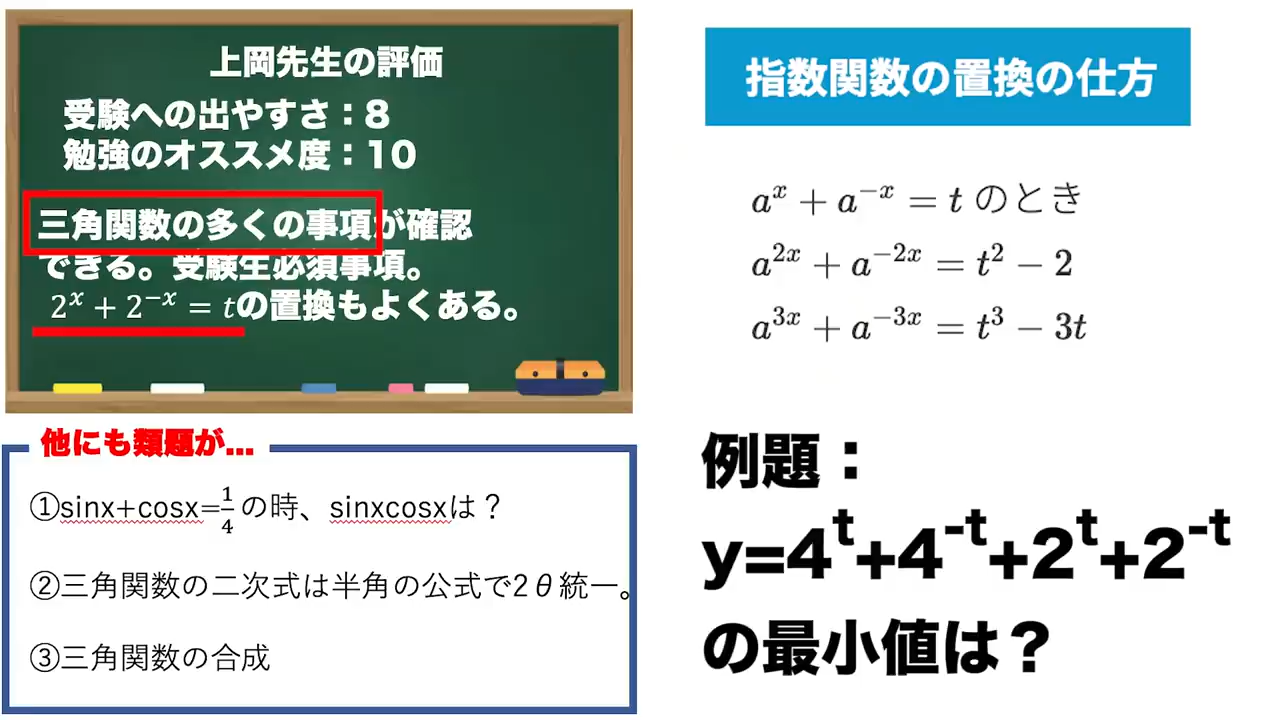 上岡先生の評価
受験への出やすさ：8
勉強のオススメ度：10
三角関数の多くの事項が確認
できる。受験生必須事項。
2^x + 2^{-x} = tの置換もよくある。
他にも類題が...
①sinx+cosx=1/4の時、sinxcosxは？
②三角関数の二次式は半角の公式で2θ統一。
③三角関数の合成
指数関数の置換の仕方
a^x + a^{-x} = t のとき
a^{2x} + a^{-2x} = t^2 − 2
a^{3x} + a^{-3x} = t^3 − 3t
例題：
y=4^t+4^{-t}+2^t+2^{-t}
の最小値は？